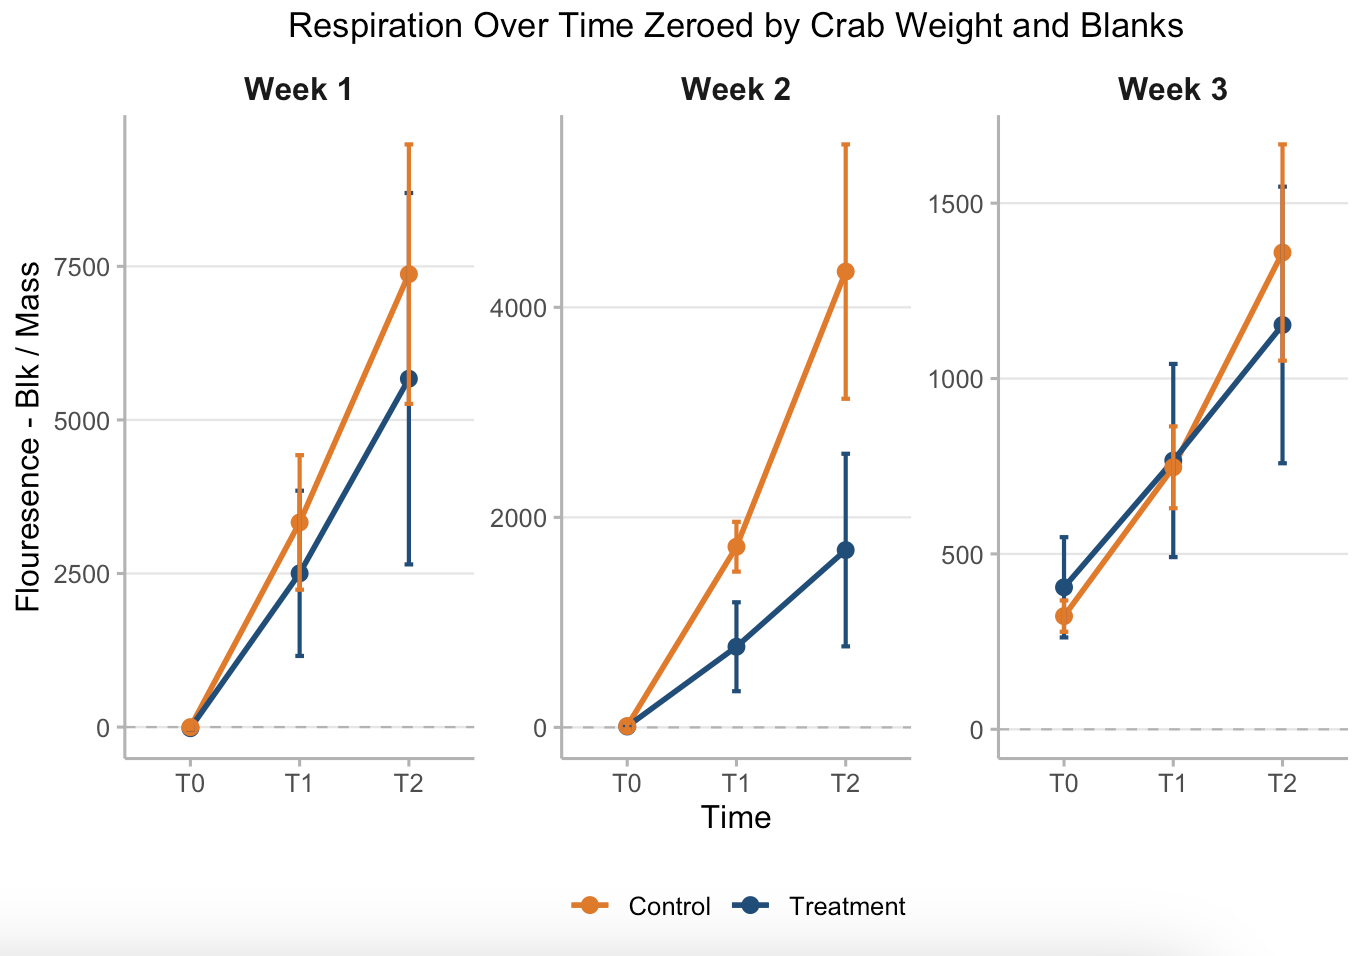 Respiration Over Time Zeroed by Crab Weight and Blanks
Week 1
Week 2
Week 3
Flouresence - Blk / Mass
7500
5000
2500
0
4000
2000
0
1500
1000
500
0
T0 T1 T2
T0 T1 T2
T0 T1 T2
Time
Control Treatment